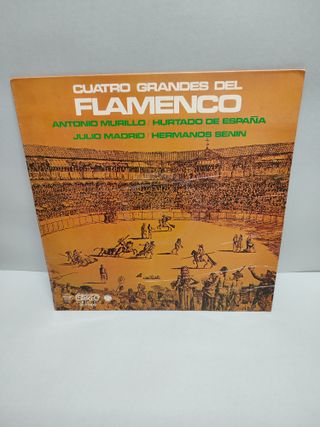 CUATRO GRANDES DEL
FLAMENCO
ANTONIO MURILLO / HURTADO DE ESPAÑA
JULIO MADRID / HERMANOS SENIN